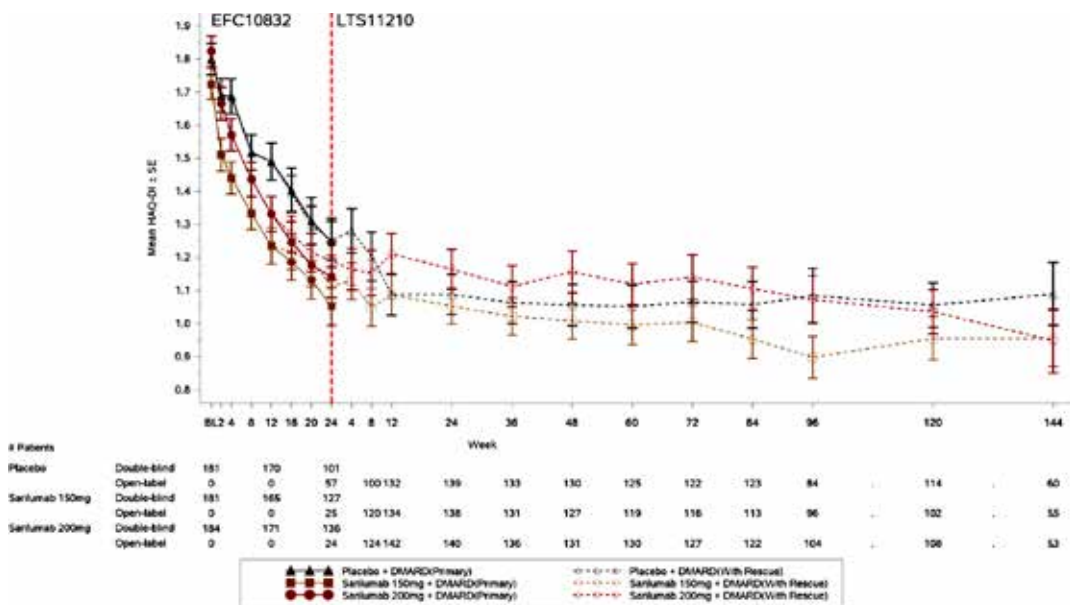 EFC10832 LTS11210
1.9
1.8
1.7
1.6
1.5
1.4
1.3
1.2
1.1
1.0
0.9
0.8
Mean HAQ-DI ± SE
BL 2 4 8 12 16 20 24 4 8 12 24 36 48 60 72 84 96 120 144
Week
# Patients
Placebo Double-blind 181 170 101
Open-label 0 0 57 100 132 139 133 130 125 122 123 84 . 114 . 60
Sarilumab 150mg Double-blind 181 165 127
Open-label 0 0 25 120 134 138 131 127 119 116 113 96 . 102 . 55
Sarilumab 200mg Double-blind 184 171 136
Open-label 0 0 24 124 142 140 136 131 130 127 122 104 . 108 . 53
Placebo + DMARD(Primary) Placebo + DMARD(With Rescue)
Sarilumab 150mg + DMARD(Primary) Sarilumab 150mg + DMARD(With Rescue)
Sarilumab 200mg + DMARD(Primary) Sarilumab 200mg + DMARD(With Rescue)